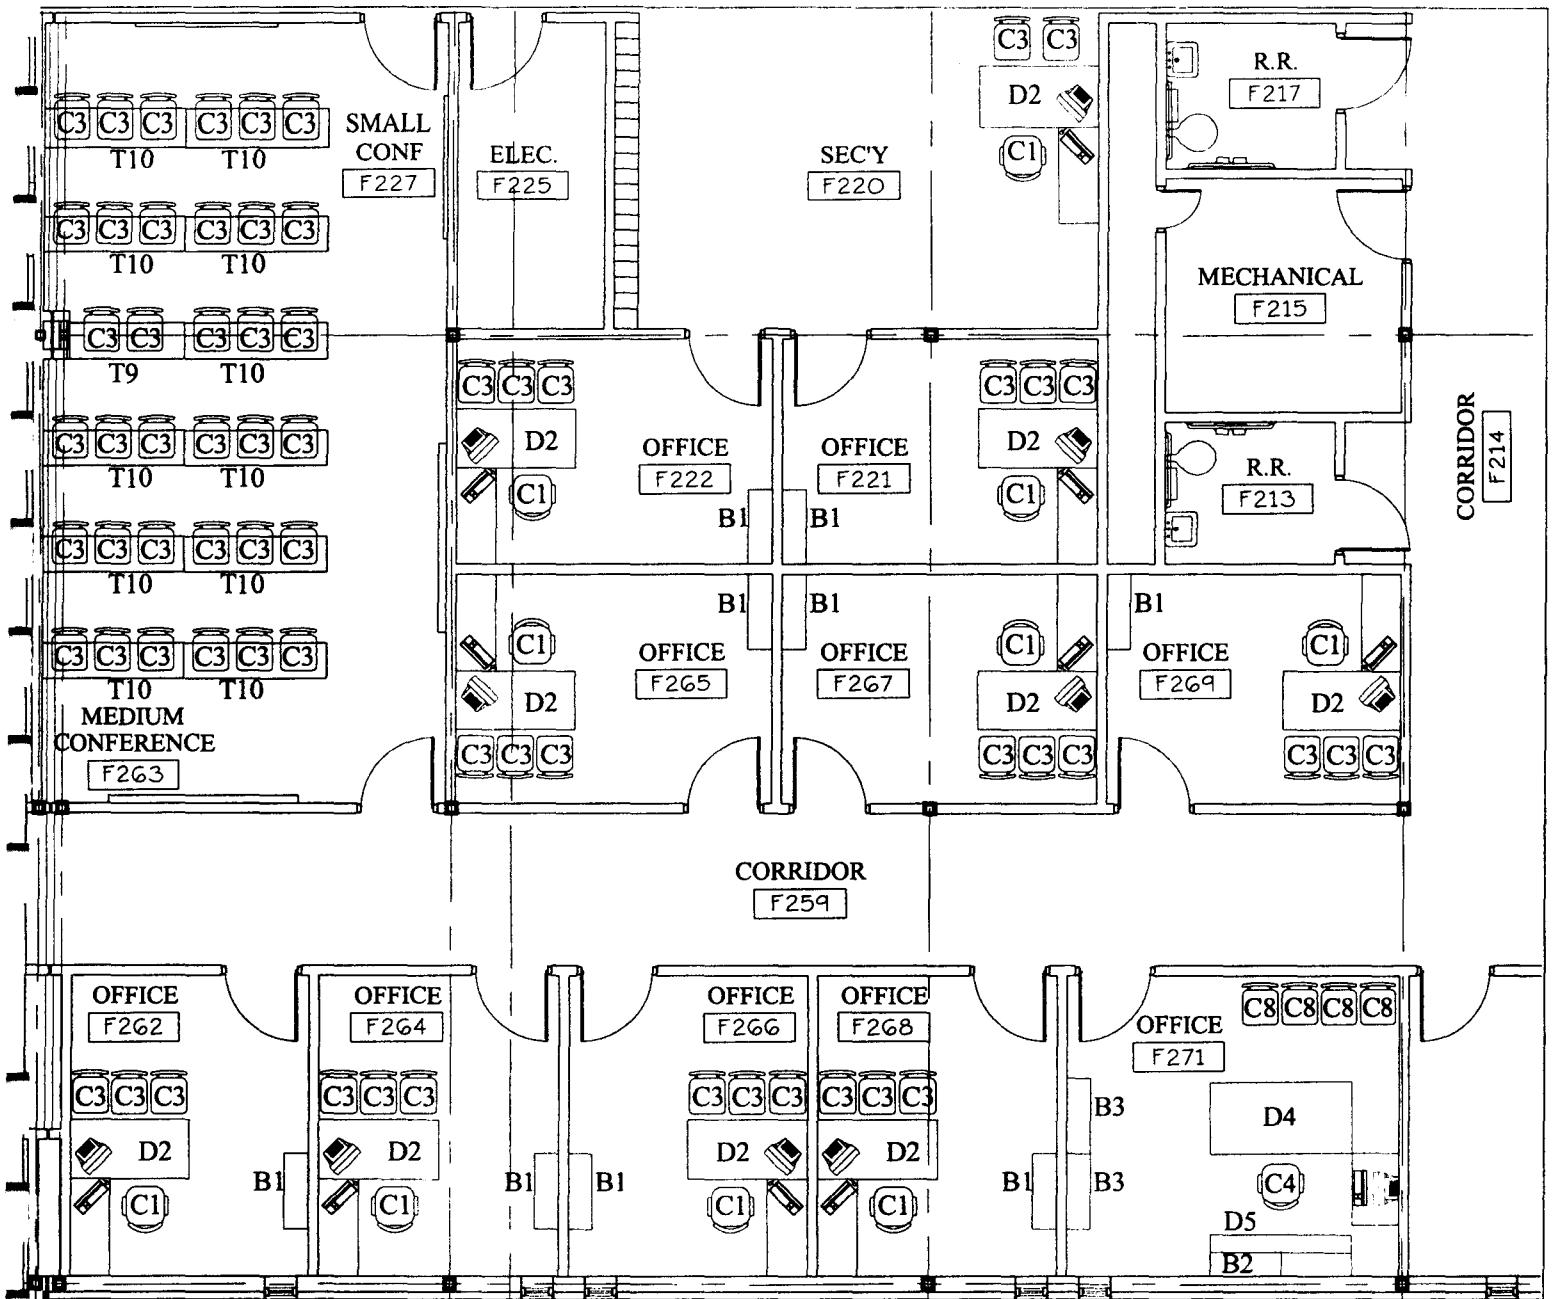 C3 C3
D2
C1
R.R.
F217
C3 C3 C3 C3 C3 C3
T10 T10
SMALL
CONF
F227
ELEC.
F225
SEC'Y
F220
C3 C3 C3 C3 C3 C3
T10 T10
MECHANICAL
F215
C3 C3 C3 C3 C3
T9 T10
C3 C3 C3
D2
C1
OFFICE
F222
B1
C3 C3 C3
D2
C1
OFFICE
F221
B1
R.R.
F213
CORRIDOR
F214
C3 C3 C3 C3 C3 C3
T10 T10
C3 C3 C3 C3 C3 C3
T10 T10
C3 C3 C3 C3 C3 C3
T10 T10
MEDIUM
CONFERENCE
F263
B1
C1
OFFICE
F265
D2
C3 C3 C3
B1
C1
OFFICE
F267
D2
C3 C3 C3
B1
C1
OFFICE
F269
D2
C3 C3 C3
CORRIDOR
F259
OFFICE
F262
C3 C3 C3
D2
B1
C1
OFFICE
F264
C3 C3 C3
D2
B1
C1
OFFICE
F266
C3 C3 C3
D2
B1
C1
OFFICE
F268
C3 C3 C3
D2
B1
C1
C8 C8 C8 C8
OFFICE
F271
B3
D4
B3
C4
D5
B2